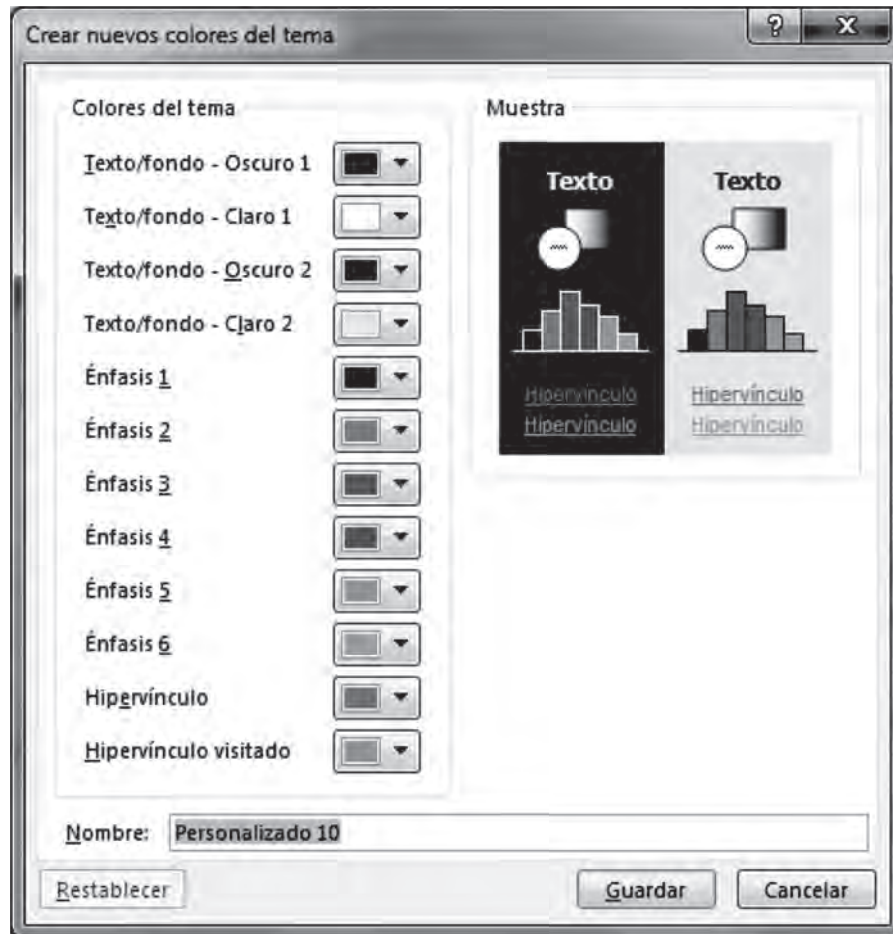 Crear nuevos colores del tema
Colores del tema
Texto/fondo - Oscuro 1
Texto/fondo - Claro 1
Texto/fondo - Oscuro 2
Texto/fondo - Claro 2
Énfasis 1
Énfasis 2
Énfasis 3
Énfasis 4
Énfasis 5
Énfasis 6
Hipervínculo
Hipervínculo visitado
Muestra
Texto Texto
Hipervínculo Hipervínculo
Hipervínculo Hipervínculo
Nombre: Personalizado 10
Restablecer Guardar Cancelar